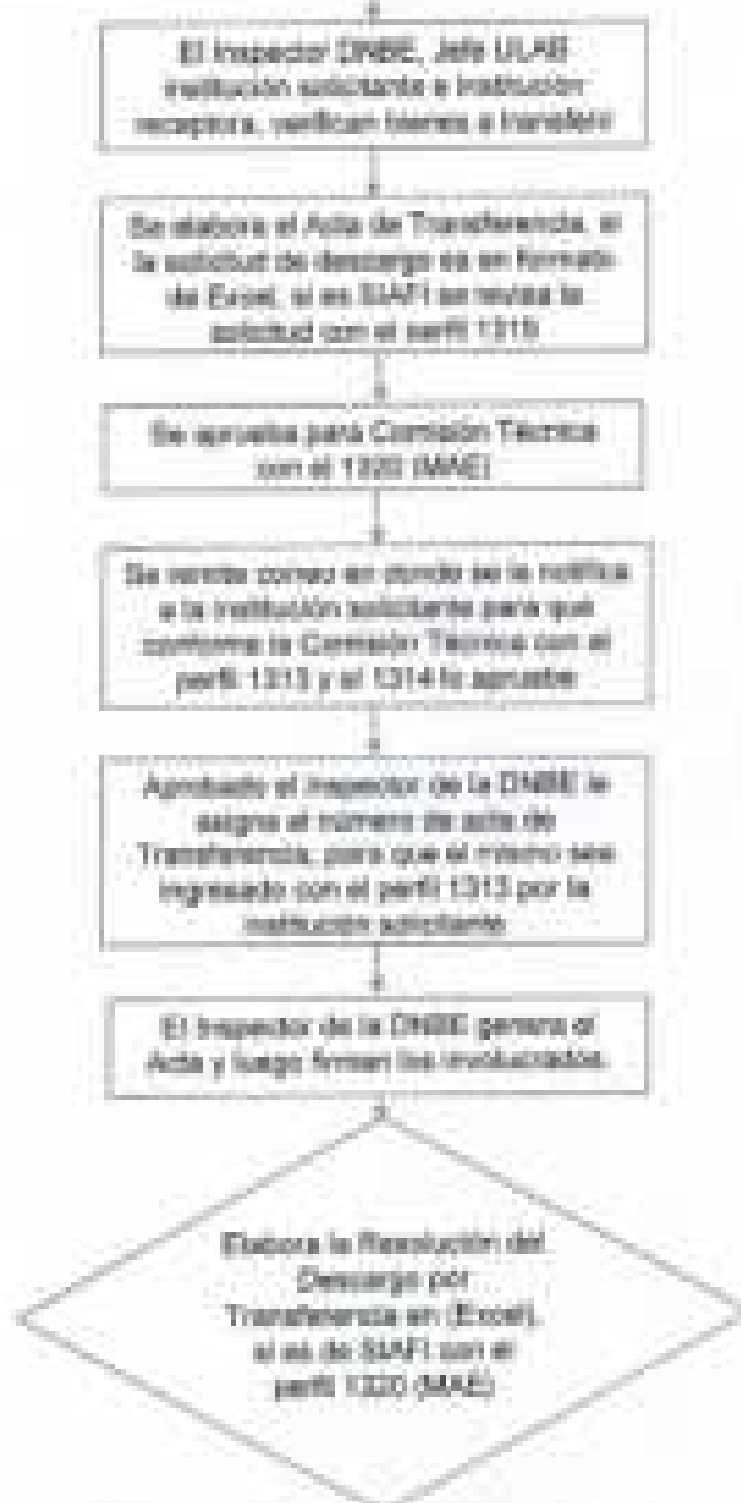 El Inspector DNBE, Jefe ULAB
institución solicitante e institución
receptora, verifican bienes a transferir
Se elabora el Acta de Transferencia, si
la solicitud de descargo es en formato
de Excel, si es SIAFI se revisa la
solicitud con el perfil 1315
Se aprueba para Comisión Técnica
con el 1320 (MAE)
Se remite correo en donde se le notifica
a la institución solicitante para que
conforme la Comisión Técnica con el
perfil 1313 y el 1314 lo apruebe
Aprobado el inspector de la DNBE le
asigna el número de acta de
Transferencia, para que el mismo sea
ingresado con el perfil 1313 por la
institución solicitante
El Inspector de la DNBE genera el
Acta y luego firman los involucrados.
Elabora la Resolución del
Descargo por
Transferencia en (Excel),
si es de SIAFI con el
perfil 1320 (MAE)